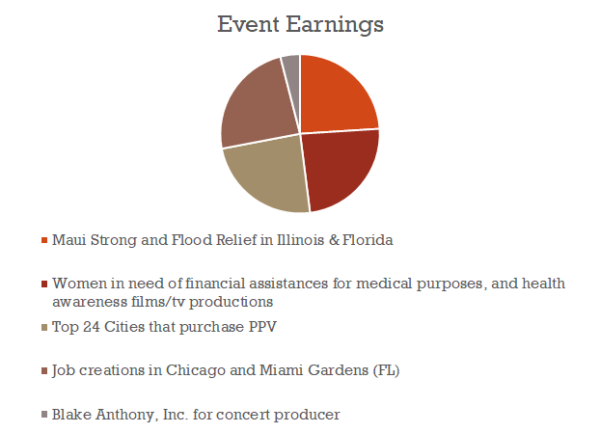 Event Earnings
Maui Strong and Flood Relief in Illinois & Florida
Women in need of financial assistances for medical purposes, and health
awareness films/tv productions
Top 24 Cities that purchase PPV
Job creations in Chicago and Miami Gardens (FL)
Blake Anthony, Inc. for concert producer